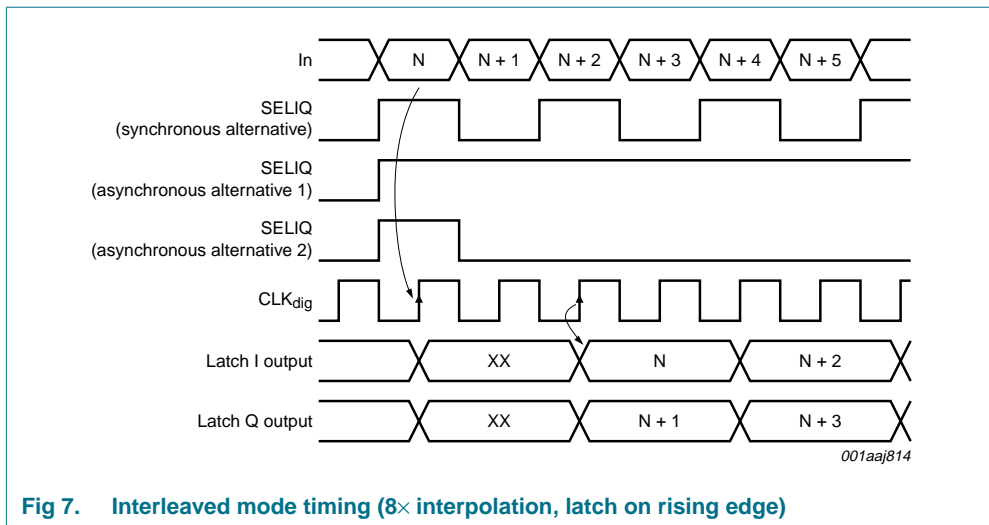 In
N
N + 1
N + 2
N + 3
N + 4
N + 5
SELIQ
(synchronous alternative)
SELIQ
(asynchronous alternative 1)
SELIQ
(asynchronous alternative 2)
CLKdig
Latch I output
XX
N
N + 2
Latch Q output
XX
N + 1
N + 3
001aaj814
Fig 7. Interleaved mode timing (8× interpolation, latch on rising edge)